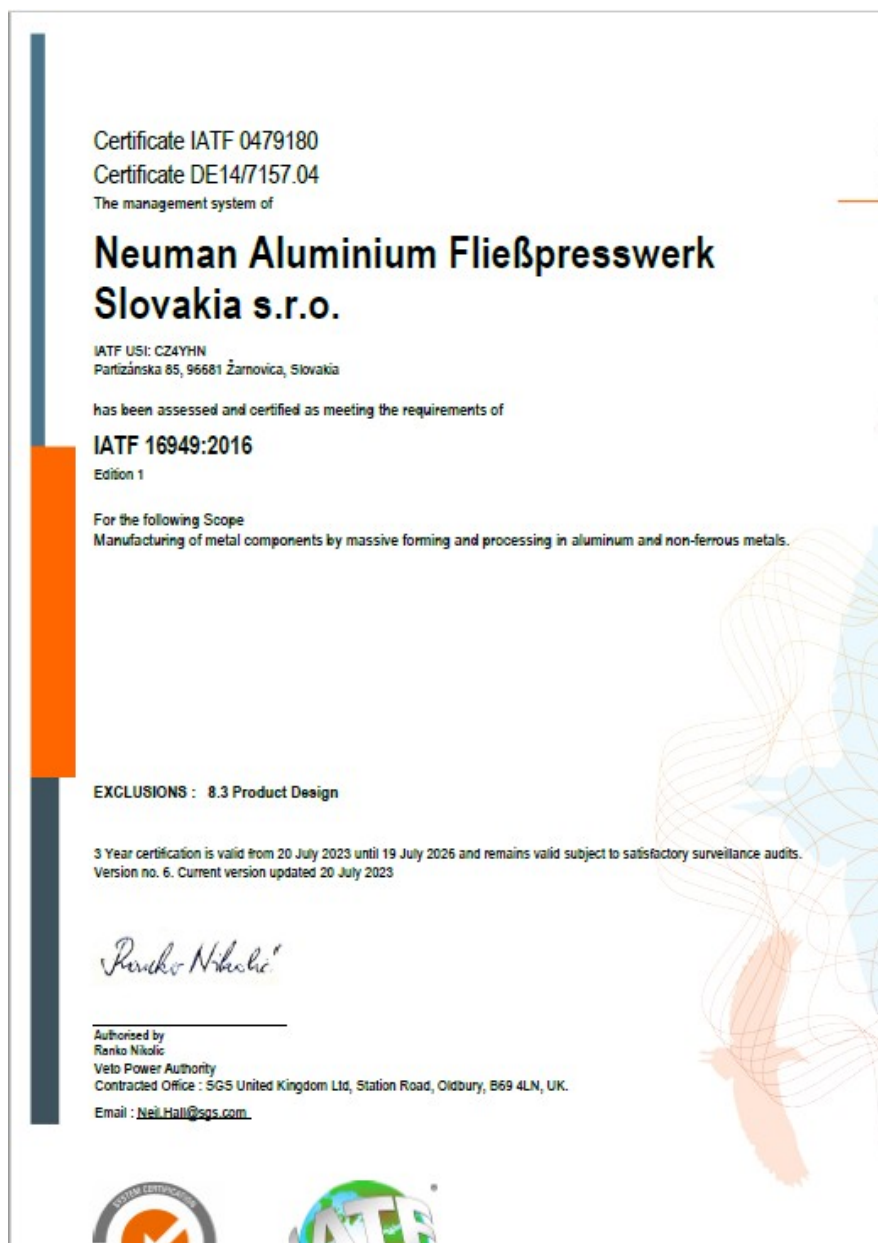 Certificate IATF 0479180
Certificate DE14/7157.04
The management system of
Neuman Aluminium Fließpresswerk
Slovakia s.r.o.
IATF USI: CZ4YHN
Partizánska 85, 96681 Žarnovica, Slovakia
has been assessed and certified as meeting the requirements of
IATF 16949:2016
Edition 1
For the following Scope
Manufacturing of metal components by massive forming and processing in aluminum and non-ferrous metals.
EXCLUSIONS : 8.3 Product Design
3 Year certification is valid from 20 July 2023 until 19 July 2026 and remains valid subject to satisfactory surveillance audits.
Version no. 6. Current version updated 20 July 2023
Ranko Nikolić
Authorised by
Ranko Nikolic
Veto Power Authority
Contracted Office : SGS United Kingdom Ltd, Station Road, Oldbury, B69 4LN, UK.
Email : Neil.Hall@sgs.com
SYSTEM CERTIFICATION
IATF